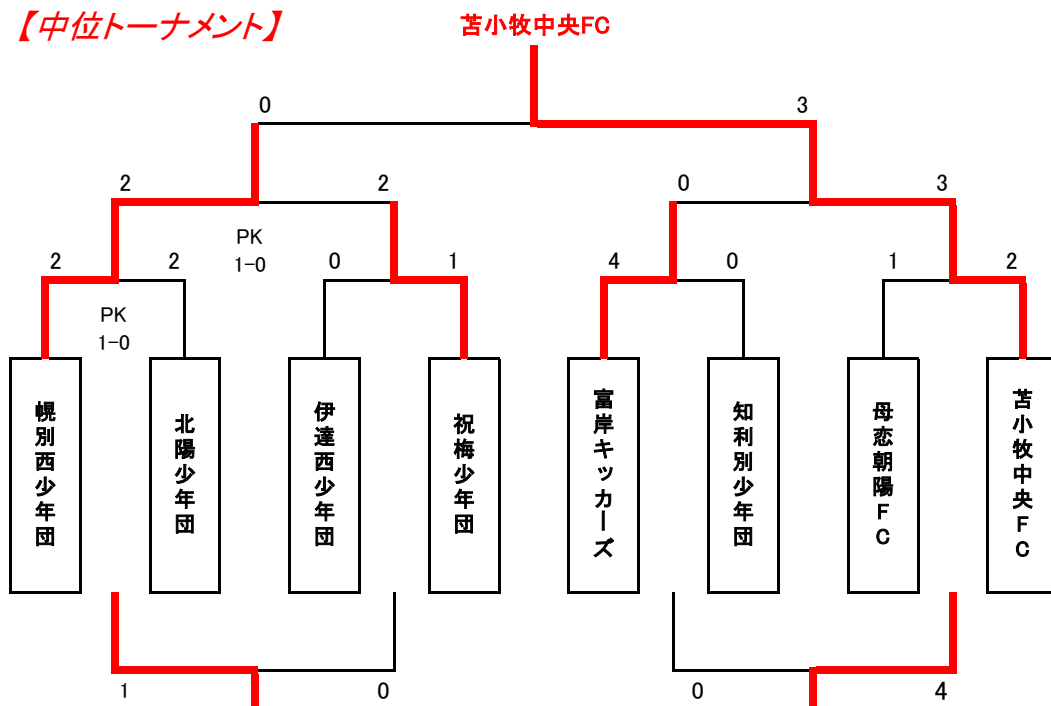 【中位トーナメント】
苫小牧中央FC
0
3
2
2
0
3
PK
1-0
2
2
0
1
4
0
1
2
PK
1-0
幌別西少年団
北陽少年団
伊達西少年団
祝梅少年団
富岸キッカーズ
知利別少年団
母恋朝陽FC
苫小牧中央FC
1
0
0
4